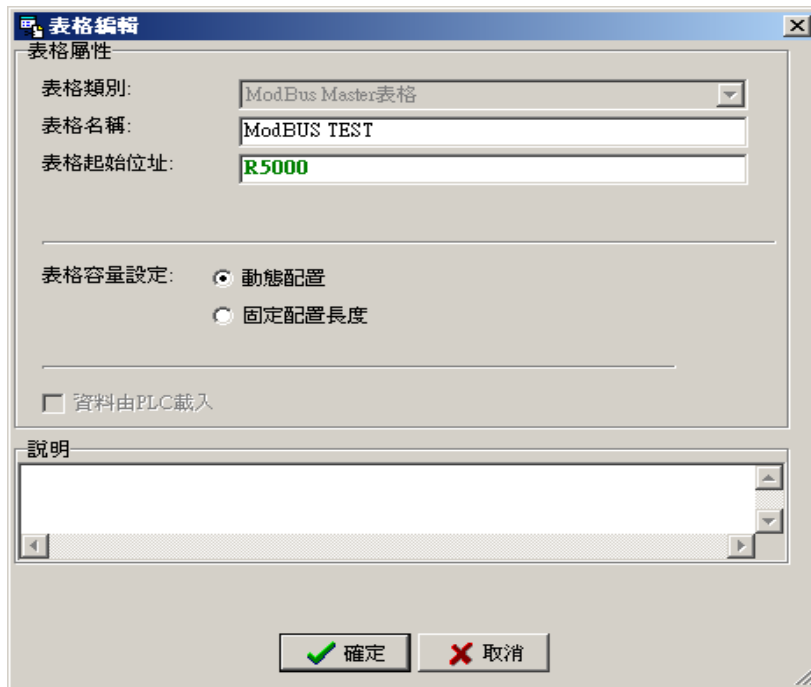 表格編輯
表格屬性
表格類別: ModBus Master表格
表格名稱: ModBUS TEST
表格起始位址: R5000
表格容量設定: 動態配置
固定配置長度
資料由PLC載入
說明
確定 取消